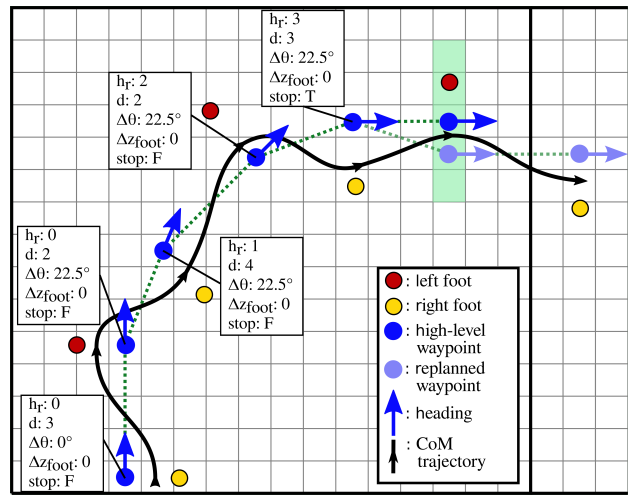 h_r: 3
d: 3
Δθ: 22.5°
Δz_foot: 0
stop: T
h_r: 2
d: 2
Δθ: 22.5°
Δz_foot: 0
stop: F
h_r: 0
d: 2
Δθ: 22.5°
Δz_foot: 0
stop: F
h_r: 1
d: 4
Δθ: 22.5°
Δz_foot: 0
stop: F
h_r: 0
d: 3
Δθ: 0°
Δz_foot: 0
stop: F
: left foot
: right foot
: high-level
waypoint
: replanned
waypoint
: heading
: CoM
trajectory